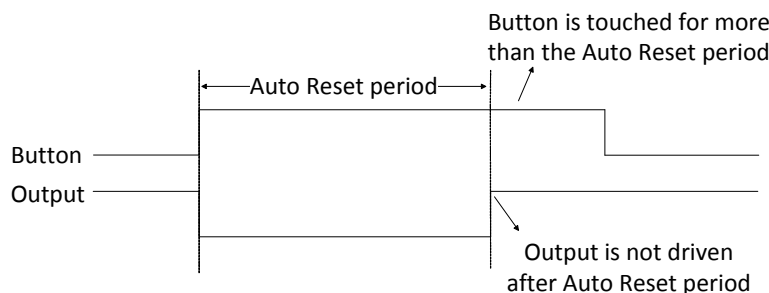 Button is touched for more
than the Auto Reset period
Auto Reset period
Button
Output
Output is not driven
after Auto Reset period